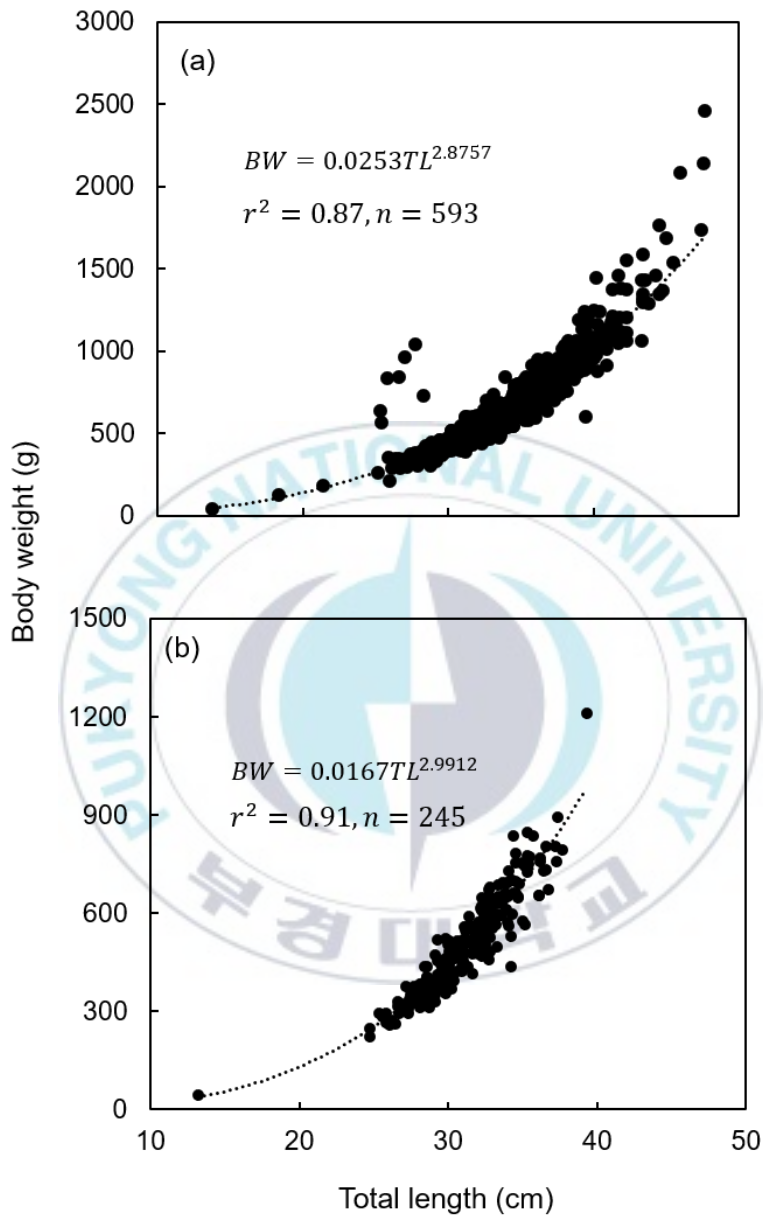 3000
(a)
2500
BW = 0.0253TL^2.8757
2000
r² = 0.87, n = 593
1500
1000
500
0
Body weight (g)
PUKYONG NATIONAL UNIVERSITY
1500
(b)
1200
BW = 0.0167TL^2.9912
900
r² = 0.91, n = 245
부경대학교
600
300
0
10 20 30 40 50
Total length (cm)